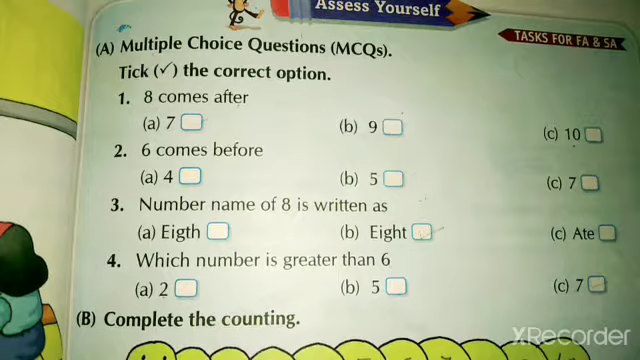 Assess Yourself
TASKS FOR FA & SA
(A) Multiple Choice Questions (MCQs).
Tick (✓) the correct option.
1. 8 comes after
(a) 7 (b) 9 (c) 10
2. 6 comes before
(a) 4 (b) 5 (c) 7
3. Number name of 8 is written as
(a) Eigth (b) Eight (c) Ate
4. Which number is greater than 6
(a) 2 (b) 5 (c) 7
(B) Complete the counting.
XRecorder